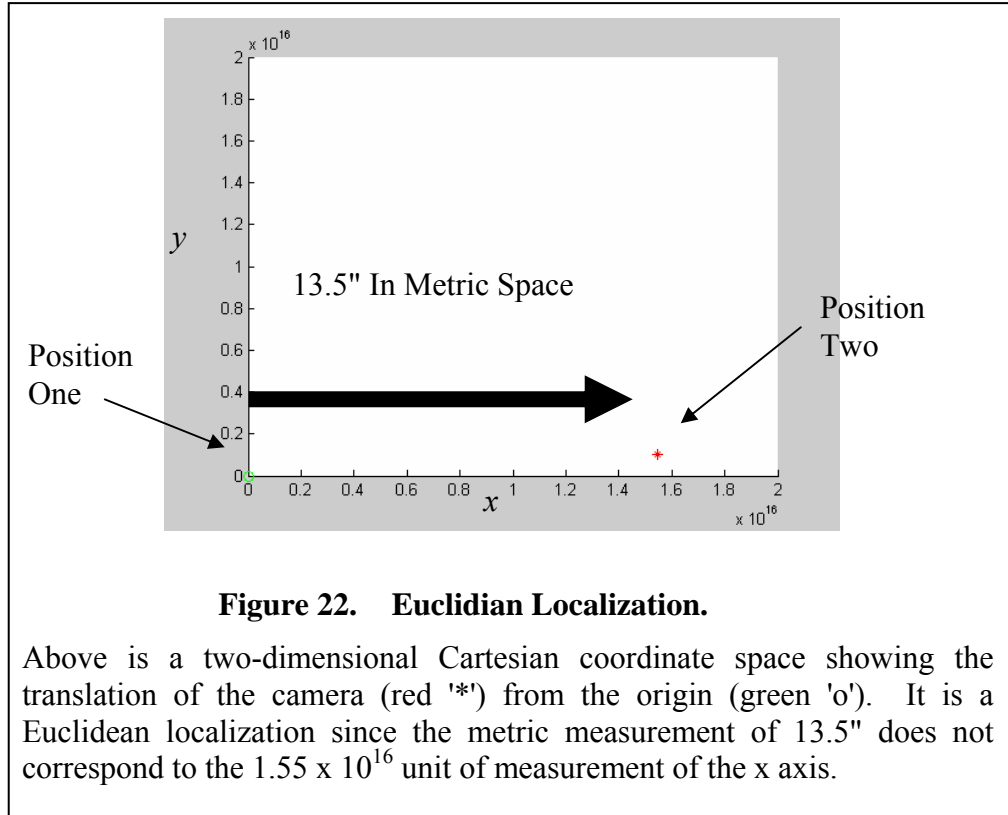 x 10^16
2
1.8
1.6
1.4
1.2
1
0.8
0.6
0.4
0.2
0
y
13.5" In Metric Space
Position
One
Position
Two
0 0.2 0.4 0.6 0.8 1 1.2 1.4 1.6 1.8 2
x
x 10^16
Figure 22. Euclidian Localization.
Above is a two-dimensional Cartesian coordinate space showing the
translation of the camera (red '*') from the origin (green 'o'). It is a
Euclidean localization since the metric measurement of 13.5" does not
correspond to the 1.55 x 10^16 unit of measurement of the x axis.